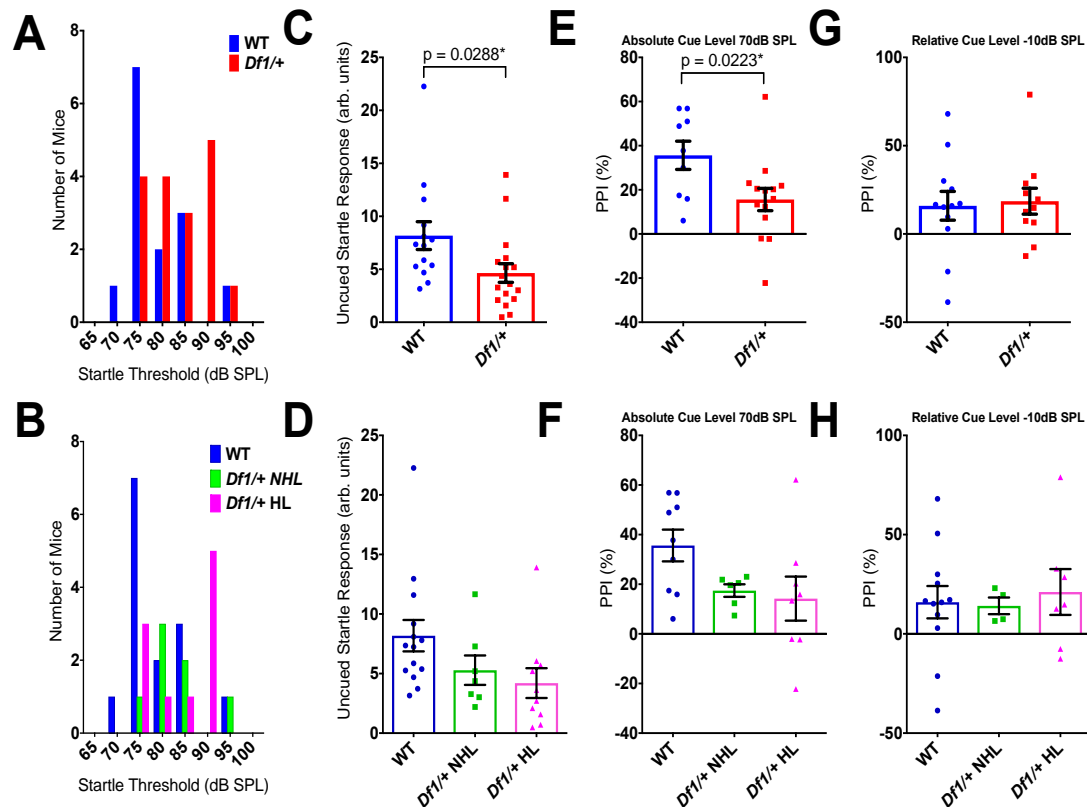 A
WT
Df1/+
Number of Mice
8
6
4
2
0
65 70 75 80 85 90 95 100
Startle Threshold (dB SPL)
C
Uncued Startle Response (arb. units)
p = 0.0288*
25
20
15
10
5
0
WT Df1/+
E
Absolute Cue Level 70dB SPL
p = 0.0223*
PPI (%)
80
60
40
20
0
-20
-40
WT Df1/+
G
Relative Cue Level -10dB SPL
PPI (%)
100
50
0
-50
WT Df1/+
B
WT
Df1/+ NHL
Df1/+ HL
Number of Mice
8
6
4
2
0
65 70 75 80 85 90 95 100
Startle Threshold (dB SPL)
D
Uncued Startle Response (arb. units)
25
20
15
10
5
0
WT Df1/+ NHL Df1/+ HL
F
Absolute Cue Level 70dB SPL
PPI (%)
80
60
40
20
0
-20
-40
WT Df1/+ NHL Df1/+ HL
H
Relative Cue Level -10dB SPL
PPI (%)
100
50
0
-50
WT Df1/+ NHL Df1/+ HL